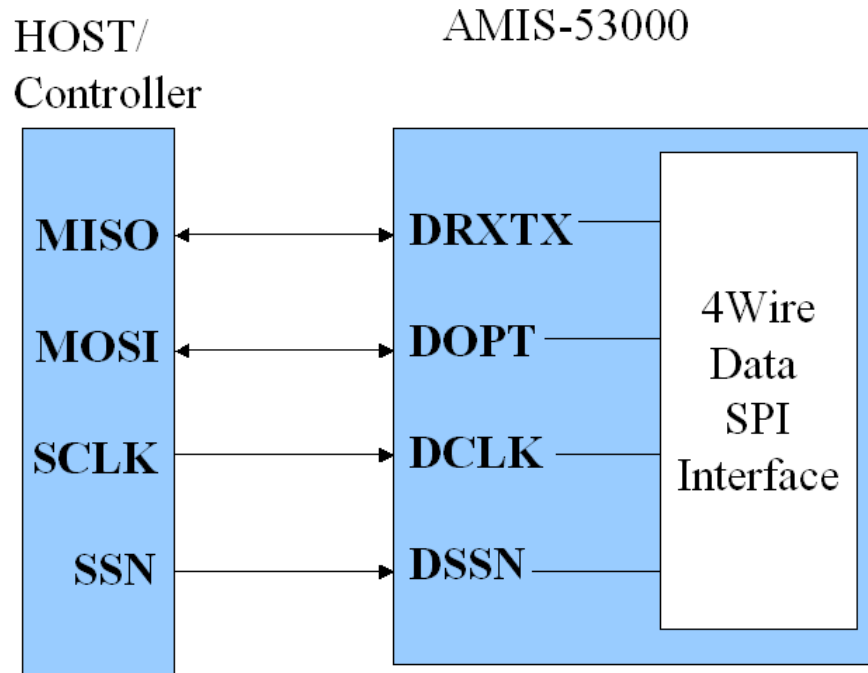 HOST/
Controller
AMIS-53000
MISO
DRXTX
MOSI
DOPT
SCLK
DCLK
SSN
DSSN
4Wire
Data
SPI
Interface